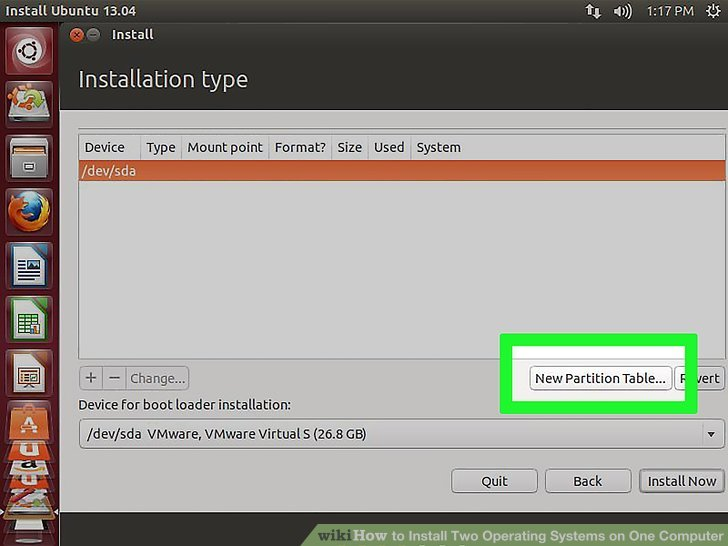 Install Ubuntu 13.04 1:17 PM
Install
Installation type
Device Type Mount point Format? Size Used System
/dev/sda
+ − Change... New Partition Table... Revert
Device for boot loader installation:
/dev/sda VMware, VMware Virtual S (26.8 GB)
Quit Back Install Now
wikiHow to Install Two Operating Systems on One Computer